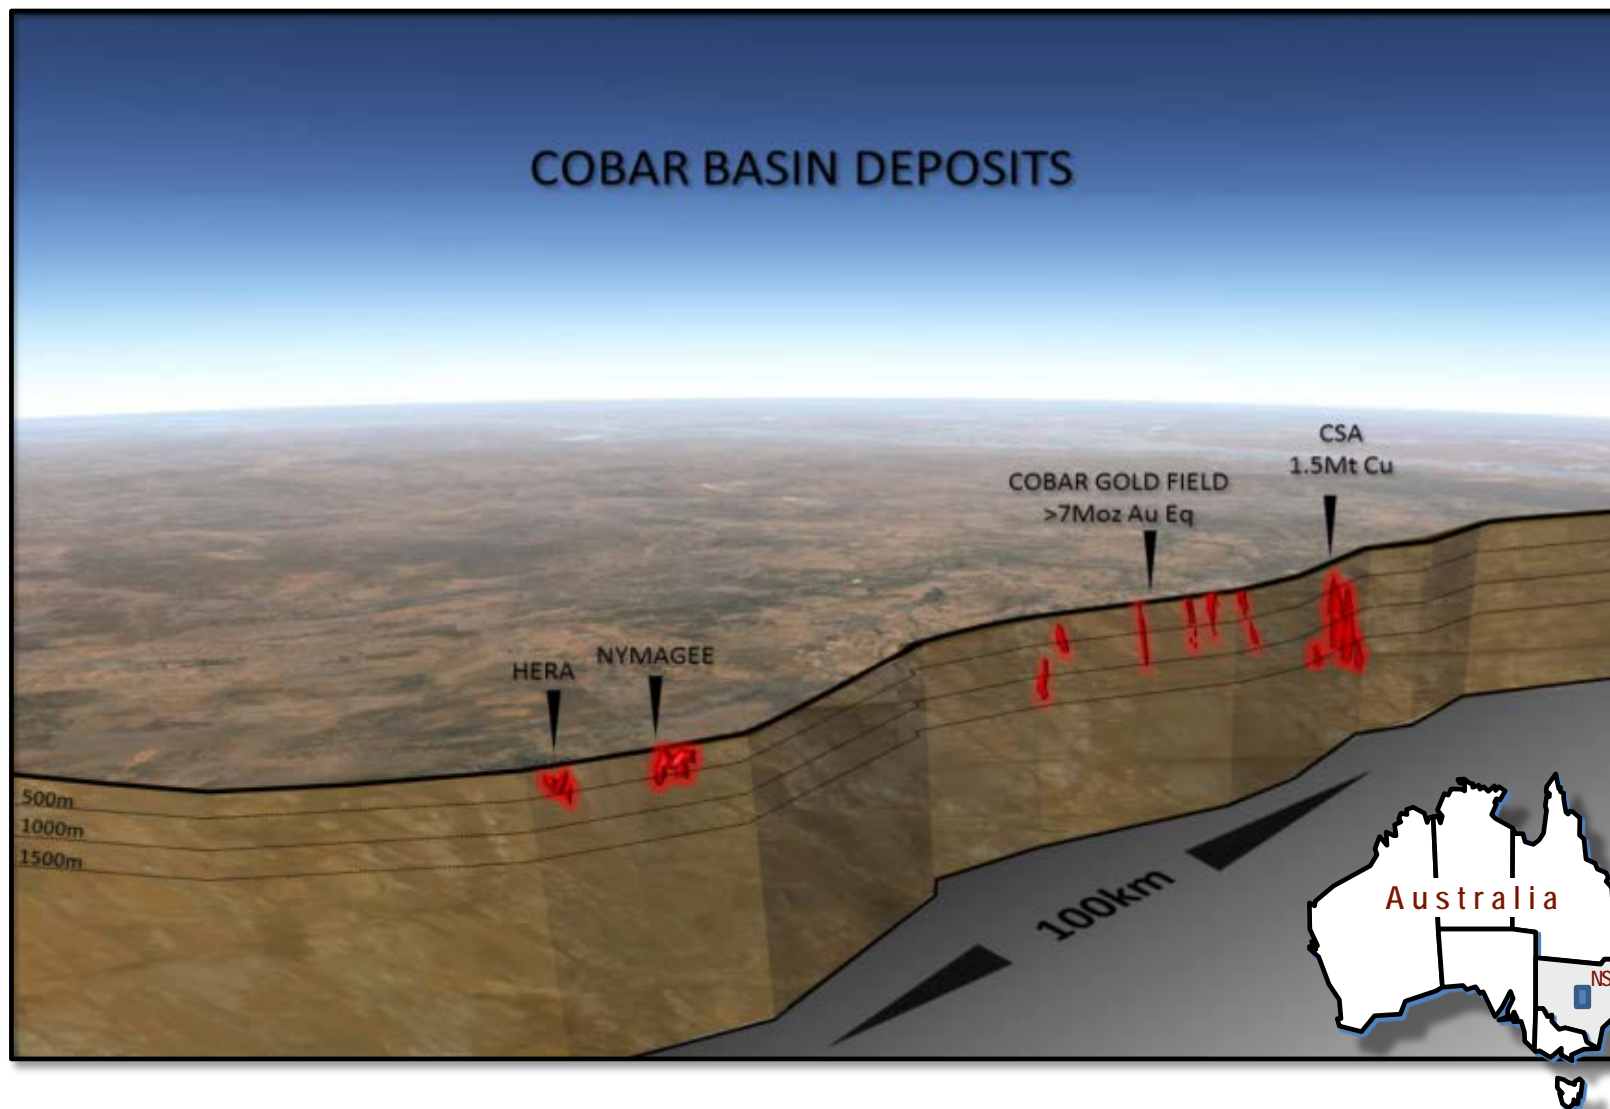 COBAR BASIN DEPOSITS
CSA
1.5Mt Cu
COBAR GOLD FIELD
>7Moz Au Eq
NYMAGEE
HERA
500m
1000m
1500m
100km
Australia
NS